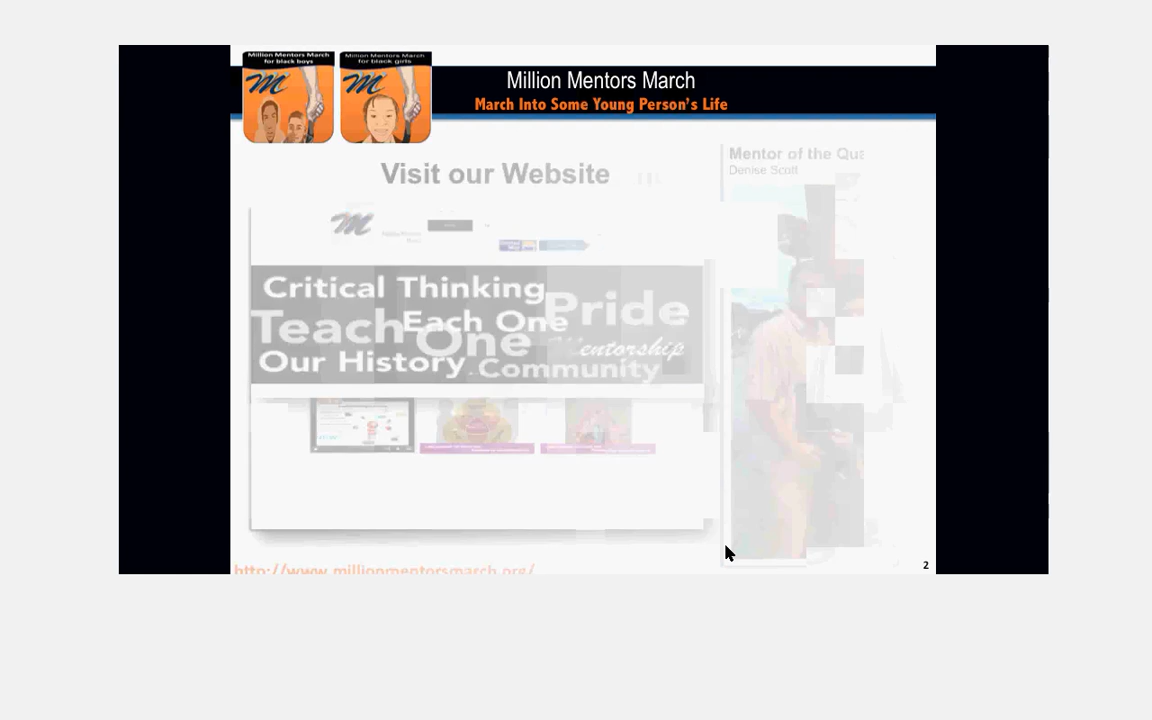 Million Mentors March
for black boys
Million Mentors March
for black girls
Million Mentors March
March Into Some Young Person's Life
Visit our Website
Mentor of the Qua
Denise Scott
Critical Thinking
Teach Each One Pride
One Mentorship
Our History Community
http://www.millionmentorsmarch.org/
2